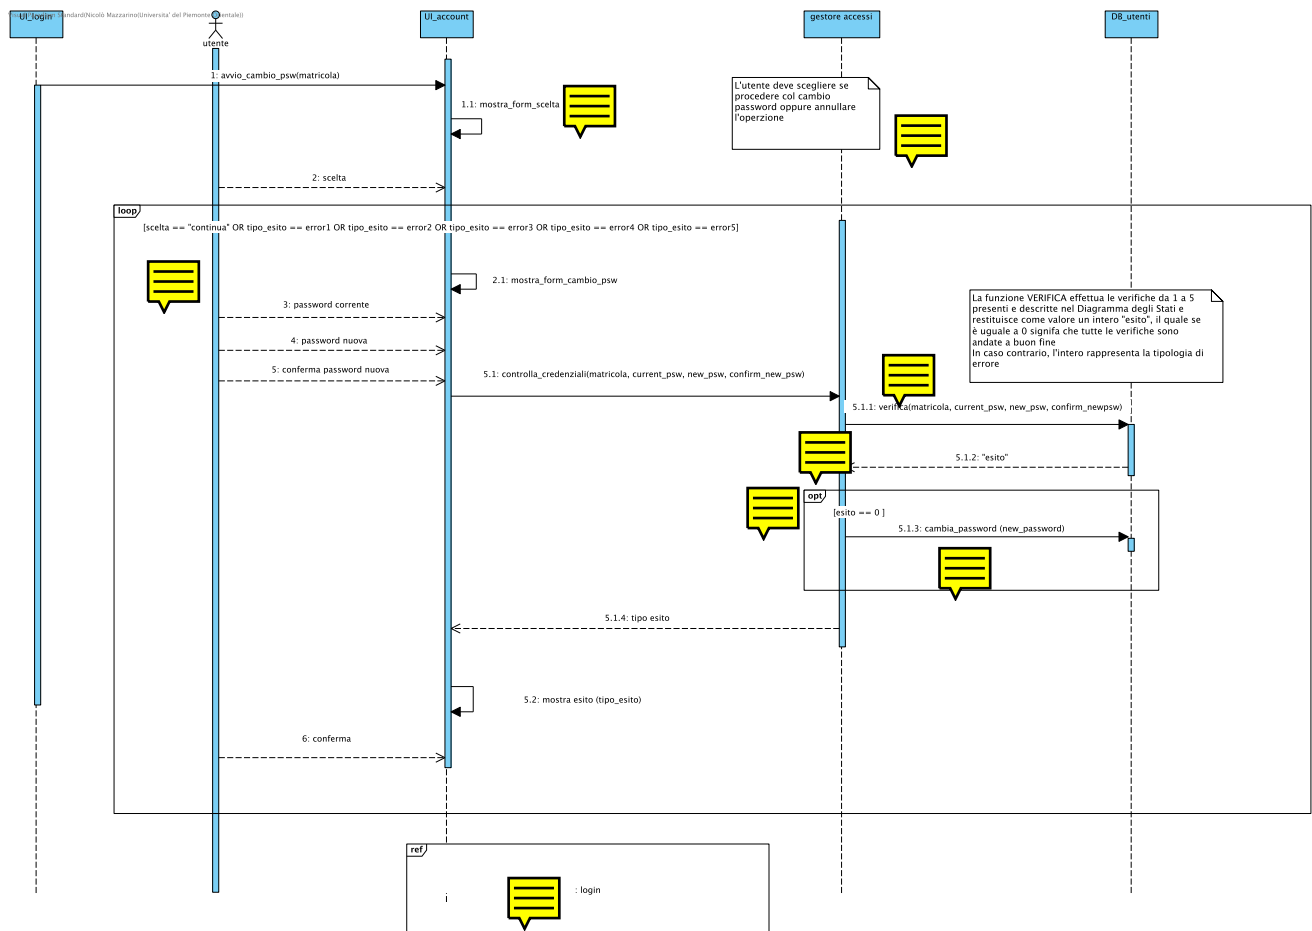 Standard(Nicolò Mazzarino(Universita' del Piemonte
UI_login
utente
UI_account
gestore accessi
DB_utenti
1: avvio_cambio_psw(matricola)
1.1: mostra_form_scelta
L'utente deve scegliere se
procedere col cambio
password oppure annullare
l'operzione
2: scelta
loop
[scelta == "continua" OR tipo_esito == error1 OR tipo_esito == error2 OR tipo_esito == error3 OR tipo_esito == error4 OR tipo_esito == error5]
2.1: mostra_form_cambio_psw
La funzione VERIFICA effettua le verifiche da 1 a 5
presenti e descritte nel Diagramma degli Stati e
restituisce come valore un intero "esito", il quale se
è uguale a 0 signifa che tutte le verifiche sono
andate a buon fine
In caso contrario, l'intero rappresenta la tipologia di
errore
3: password corrente
4: password nuova
5: conferma password nuova
5.1: controlla_credenziali(matricola, current_psw, new_psw, confirm_new_psw)
5.1.1: verifica(matricola, current_psw, new_psw, confirm_newpsw)
5.1.2: "esito"
opt
[esito == 0 ]
5.1.3: cambia_password (new_password)
5.1.4: tipo esito
5.2: mostra esito (tipo_esito)
6: conferma
ref
: login